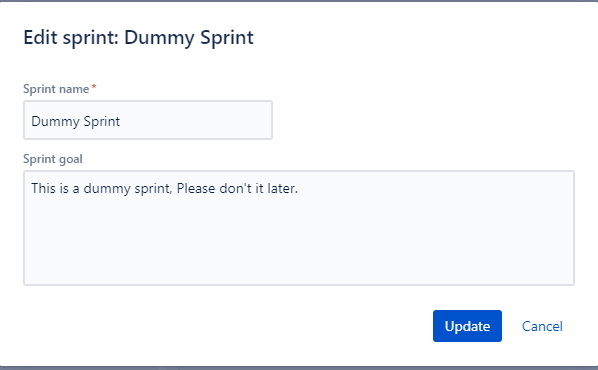 Edit sprint: Dummy Sprint
Sprint name*
Dummy Sprint
Sprint goal
This is a dummy sprint, Please don't it later.
Update Cancel